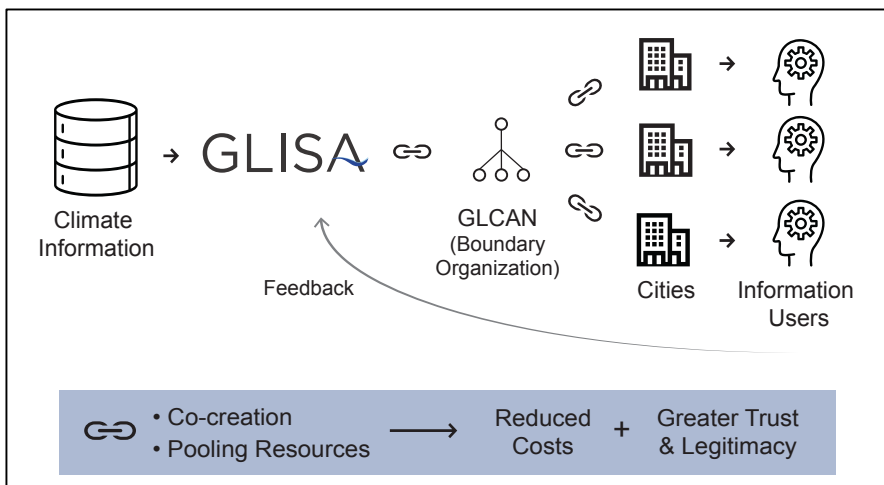 GLISA
Climate
Information
GLCAN
(Boundary
Organization)
Cities
Information
Users
Feedback
• Co-creation
• Pooling Resources
Reduced
Costs
+
Greater Trust
& Legitimacy